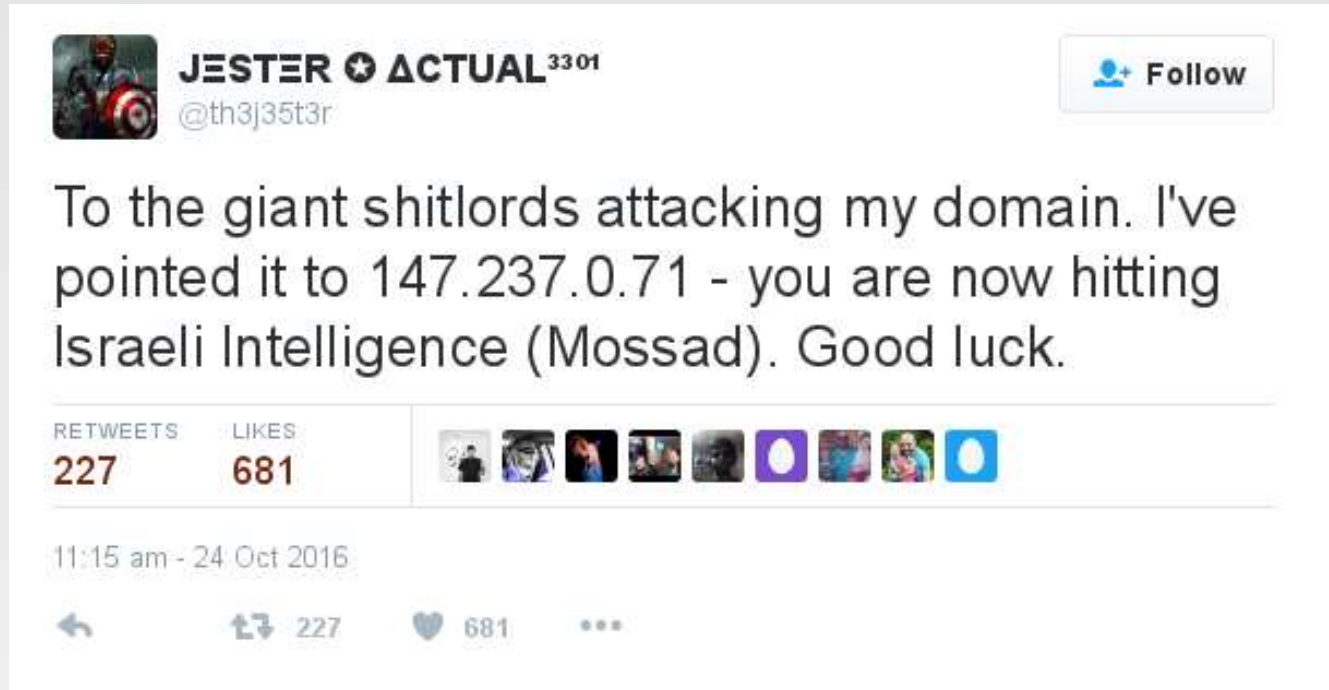 JΞSTΞR ✪ ΔCTUAL³³⁰¹
Follow
@th3j35t3r
To the giant shitlords attacking my domain. I've
pointed it to 147.237.0.71 - you are now hitting
Israeli Intelligence (Mossad). Good luck.
RETWEETS LIKES
227 681
11:15 am - 24 Oct 2016
227 681